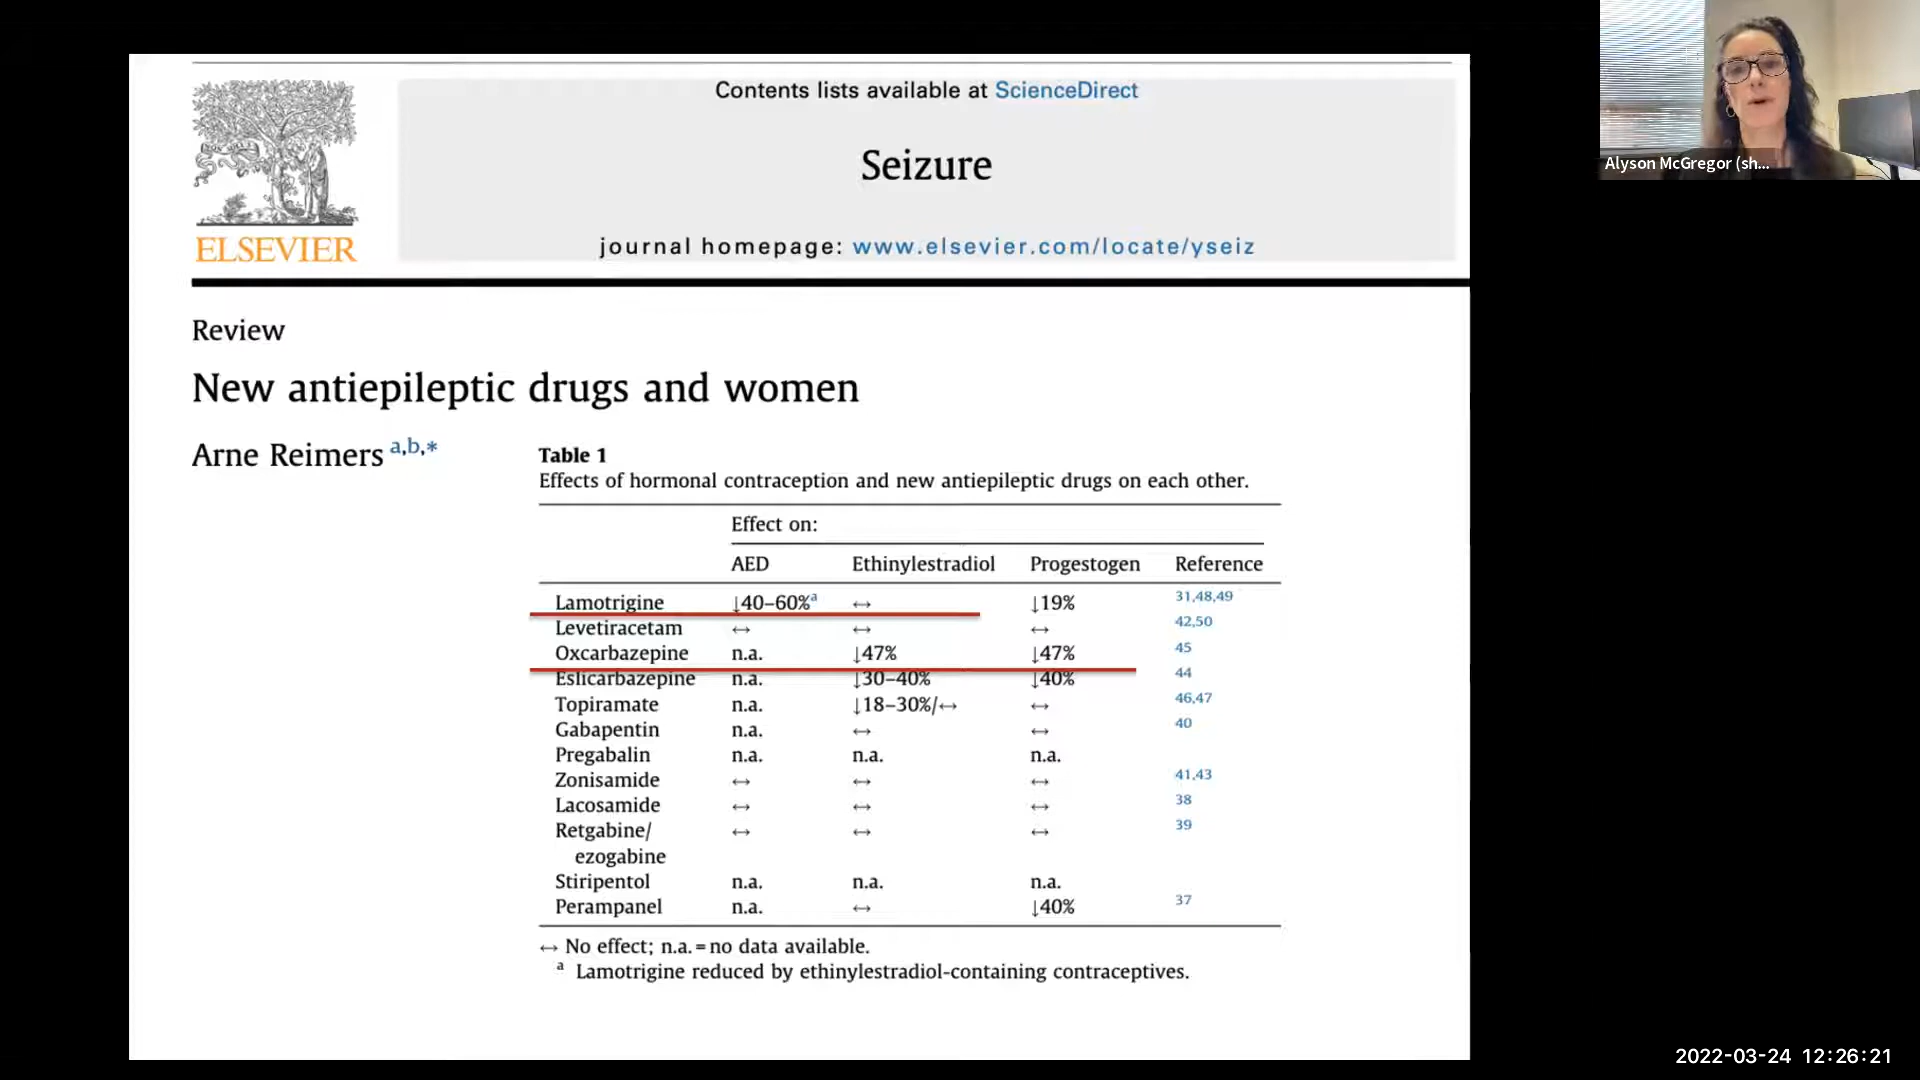 Contents lists available at ScienceDirect
Seizure
journal homepage: www.elsevier.com/locate/yseiz
ELSEVIER
Alyson McGregor (sh...
Review
New antiepileptic drugs and women
Arne Reimers a,b,*
Table 1
Effects of hormonal contraception and new antiepileptic drugs on each other.
Effect on:
AED Ethinylestradiol Progestogen Reference
Lamotrigine ↓40–60%a ↔ ↓19% 31,48,49
Levetiracetam ↔ ↔ ↔ 42,50
Oxcarbazepine n.a. ↓47% ↓47% 45
Eslicarbazepine n.a. ↓30–40% ↓40% 44
Topiramate n.a. ↓18–30%/↔ ↔ 46,47
Gabapentin n.a. ↔ ↔ 40
Pregabalin n.a. n.a. n.a.
Zonisamide ↔ ↔ ↔ 41,43
Lacosamide ↔ ↔ ↔ 38
Retgabine/ ↔ ↔ ↔ 39
ezogabine
Stiripentol n.a. n.a. n.a.
Perampanel n.a. ↔ ↓40% 37
↔ No effect; n.a. = no data available.
a Lamotrigine reduced by ethinylestradiol-containing contraceptives.
2022-03-24 12:26:21